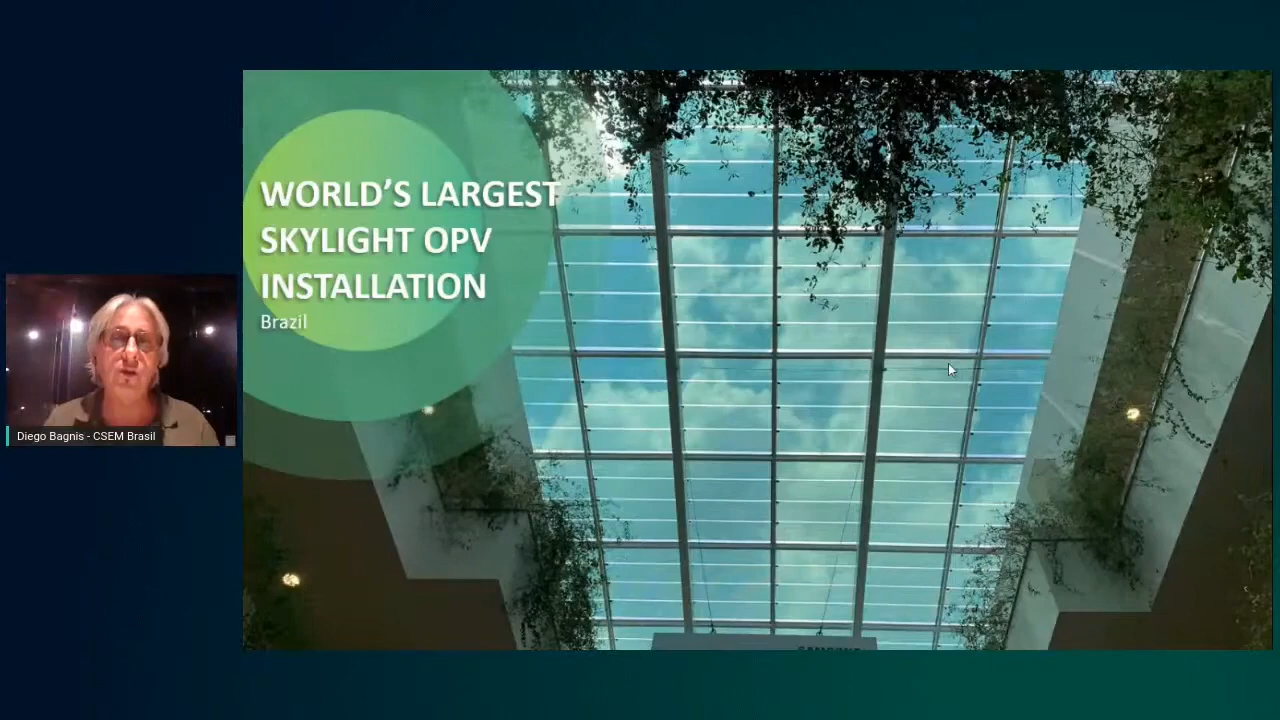 WORLD'S LARGEST
SKYLIGHT OPV
INSTALLATION
Brazil
Diego Bagnis - CSEM Brasil